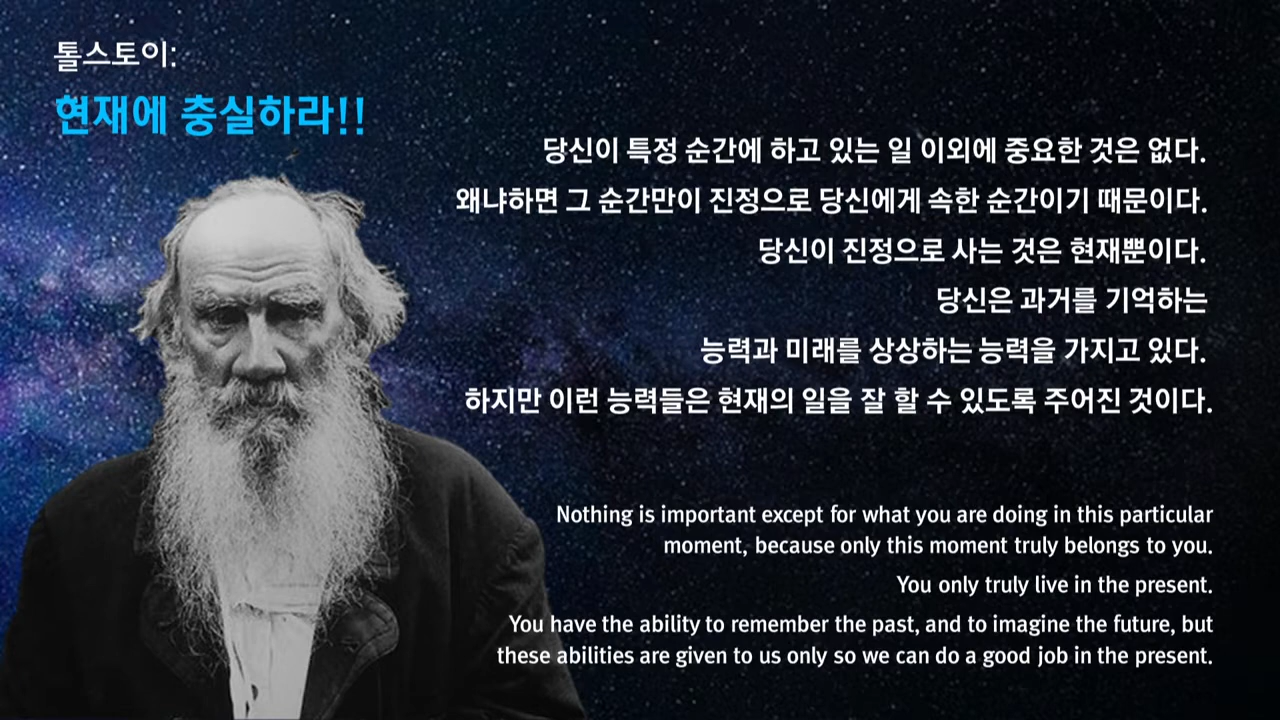 톨스토이:
현재에 충실하라!!
당신이 특정 순간에 하고 있는 일 이외에 중요한 것은 없다.
왜냐하면 그 순간만이 진정으로 당신에게 속한 순간이기 때문이다.
당신이 진정으로 사는 것은 현재뿐이다.
당신은 과거를 기억하는
능력과 미래를 상상하는 능력을 가지고 있다.
하지만 이런 능력들은 현재의 일을 잘 할 수 있도록 주어진 것이다.
Nothing is important except for what you are doing in this particular
moment, because only this moment truly belongs to you.
You only truly live in the present.
You have the ability to remember the past, and to imagine the future, but
these abilities are given to us only so we can do a good job in the present.